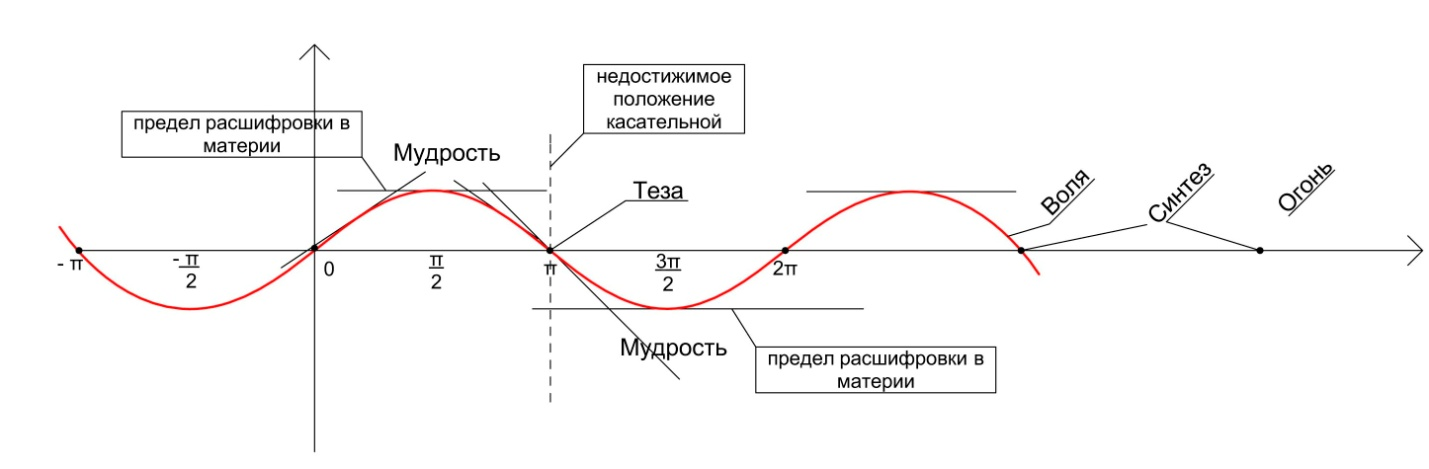 недостижимое
положение
касательной
предел расшифровки в
материи
Мудрость
Теза
Воля
Синтез
Огонь
- π
- π
2
0
π
2
π
3π
2
2π
Мудрость
предел расшифровки в
материи